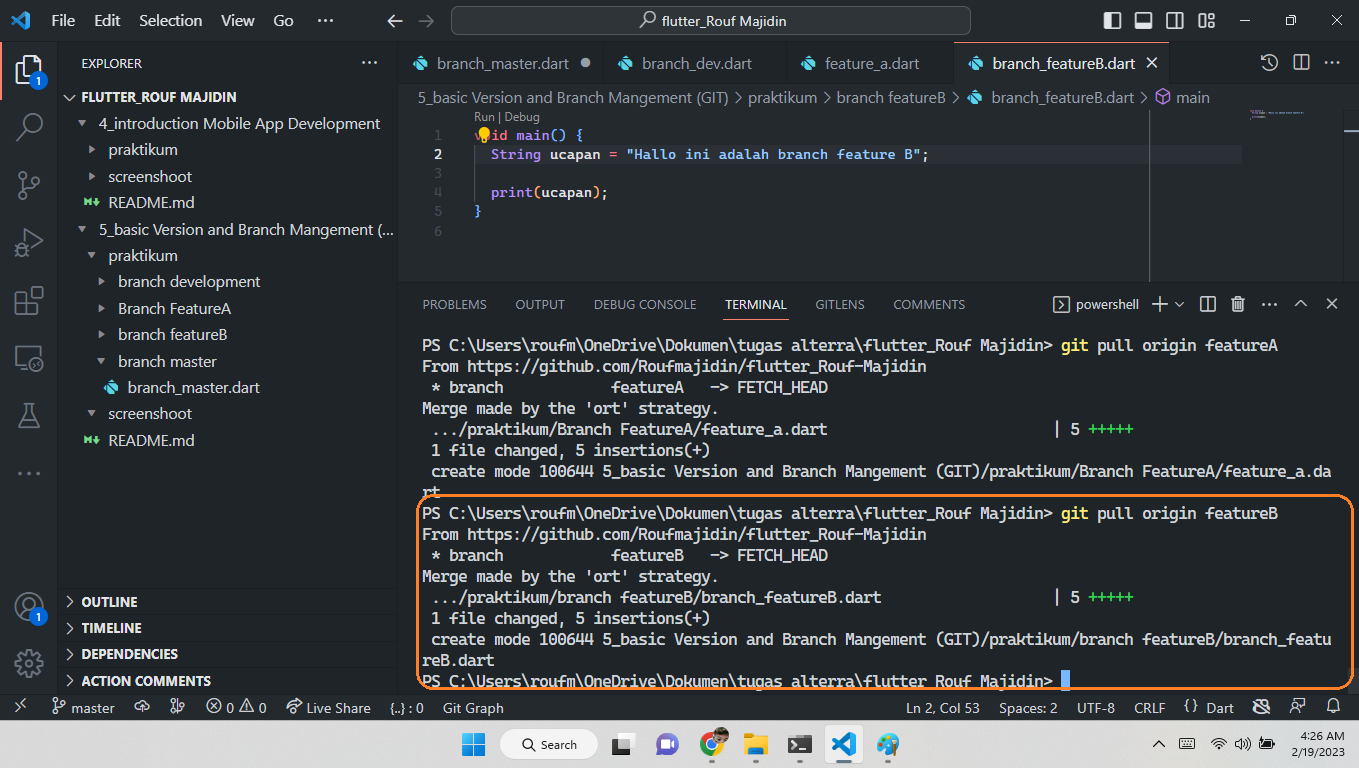 File Edit Selection View Go ···
flutter_Rouf Majidin
1
EXPLORER
FLUTTER_ROUF MAJIDIN
4_introduction Mobile App Development
praktikum
screenshoot
README.md
5_basic Version and Branch Mangement (...
praktikum
branch development
Branch FeatureA
branch featureB
branch master
branch_master.dart
screenshoot
README.md
OUTLINE
TIMELINE
DEPENDENCIES
ACTION COMMENTS
1
branch_master.dart branch_dev.dart feature_a.dart branch_featureB.dart
5_basic Version and Branch Mangement (GIT) > praktikum > branch featureB > branch_featureB.dart > main
Run | Debug
1 id main() {
2 String ucapan = "Hallo ini adalah branch feature B";
3
4 print(ucapan);
5 }
6
PROBLEMS OUTPUT DEBUG CONSOLE TERMINAL GITLENS COMMENTS powershell
PS C:\Users\roufm\OneDrive\Dokumen\tugas alterra\flutter_Rouf Majidin> git pull origin featureA
From https://github.com/Roufmajidin/flutter_Rouf-Majidin
* branch featureA -> FETCH_HEAD
Merge made by the 'ort' strategy.
.../praktikum/Branch FeatureA/feature_a.dart | 5 +++++
1 file changed, 5 insertions(+)
create mode 100644 5_basic Version and Branch Mangement (GIT)/praktikum/Branch FeatureA/feature_a.da
rt
PS C:\Users\roufm\OneDrive\Dokumen\tugas alterra\flutter_Rouf Majidin> git pull origin featureB
From https://github.com/Roufmajidin/flutter_Rouf-Majidin
* branch featureB -> FETCH_HEAD
Merge made by the 'ort' strategy.
.../praktikum/branch featureB/branch_featureB.dart | 5 +++++
1 file changed, 5 insertions(+)
create mode 100644 5_basic Version and Branch Mangement (GIT)/praktikum/branch featureB/branch_featu
reB.dart
PS C:\Users\roufm\OneDrive\Dokumen\tugas alterra\flutter_Rouf Majidin>
master 0 0 Live Share {..} : 0 Git Graph Ln 2, Col 53 Spaces: 2 UTF-8 CRLF {} Dart
Search
4:26 AM
2/19/2023